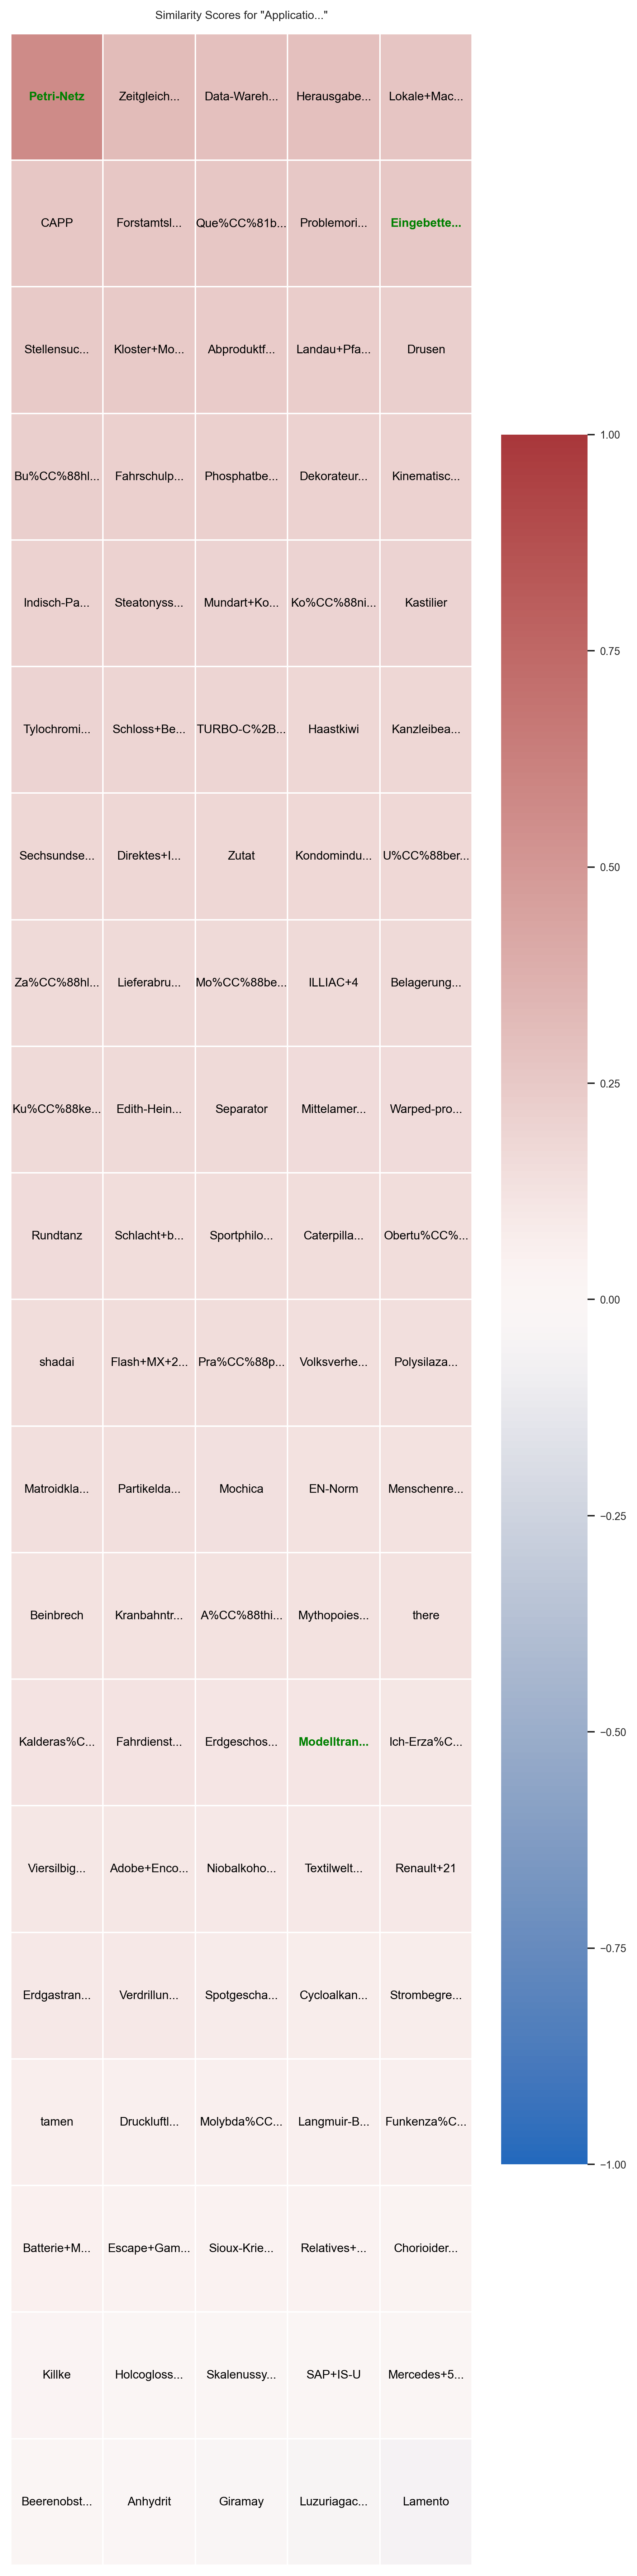 Similarity Scores for "Applicatio..."
Petri-Netz Zeitgleich... Data-Wareh... Herausgabe... Lokale+Mac...
CAPP Forstamtsl... Que%CC%81b... Problemori... Eingebette...
Stellensuc... Kloster+Mo... Abproduktf... Landau+Pfa... Drusen
1.00
Bu%CC%88hl... Fahrschulp... Phosphatbe... Dekorateur... Kinematisc...
Indisch-Pa... Steatonyss... Mundart+Ko... Ko%CC%88ni... Kastilier
0.75
Tylochromi... Schloss+Be... TURBO-C%2B... Haastkiwi Kanzleibea...
Sechsundse... Direktes+I... Zutat Kondomindu... U%CC%88ber...
0.50
Za%CC%88hl... Lieferabru... Mo%CC%88be... ILLIAC+4 Belagerung...
0.25
Ku%CC%88ke... Edith-Hein... Separator Mittelamer... Warped-pro...
Rundtanz Schlacht+b... Sportphilo... Caterpilla... Obertu%CC%...
0.00
shadai Flash+MX+2... Pra%CC%88p... Volksverhe... Polysilaza...
Matroidkla... Partikelda... Mochica EN-Norm Menschenre...
−0.25
Beinbrech Kranbahntr... A%CC%88thi... Mythopoies... there
Kalderas%C... Fahrdienst... Erdgeschos... Modelltran... Ich-Erza%C...
−0.50
Viersilbig... Adobe+Enco... Niobalkoho... Textilwelt... Renault+21
−0.75
Erdgastran... Verdrillun... Spotgescha... Cycloalkan... Strombegre...
tamen Druckluftl... Molybda%CC... Langmuir-B... Funkenza%C...
−1.00
Batterie+M... Escape+Gam... Sioux-Krie... Relatives+... Chorioider...
Killke Holcogloss... Skalenussy... SAP+IS-U Mercedes+5...
Beerenobst... Anhydrit Giramay Luzuriagac... Lamento